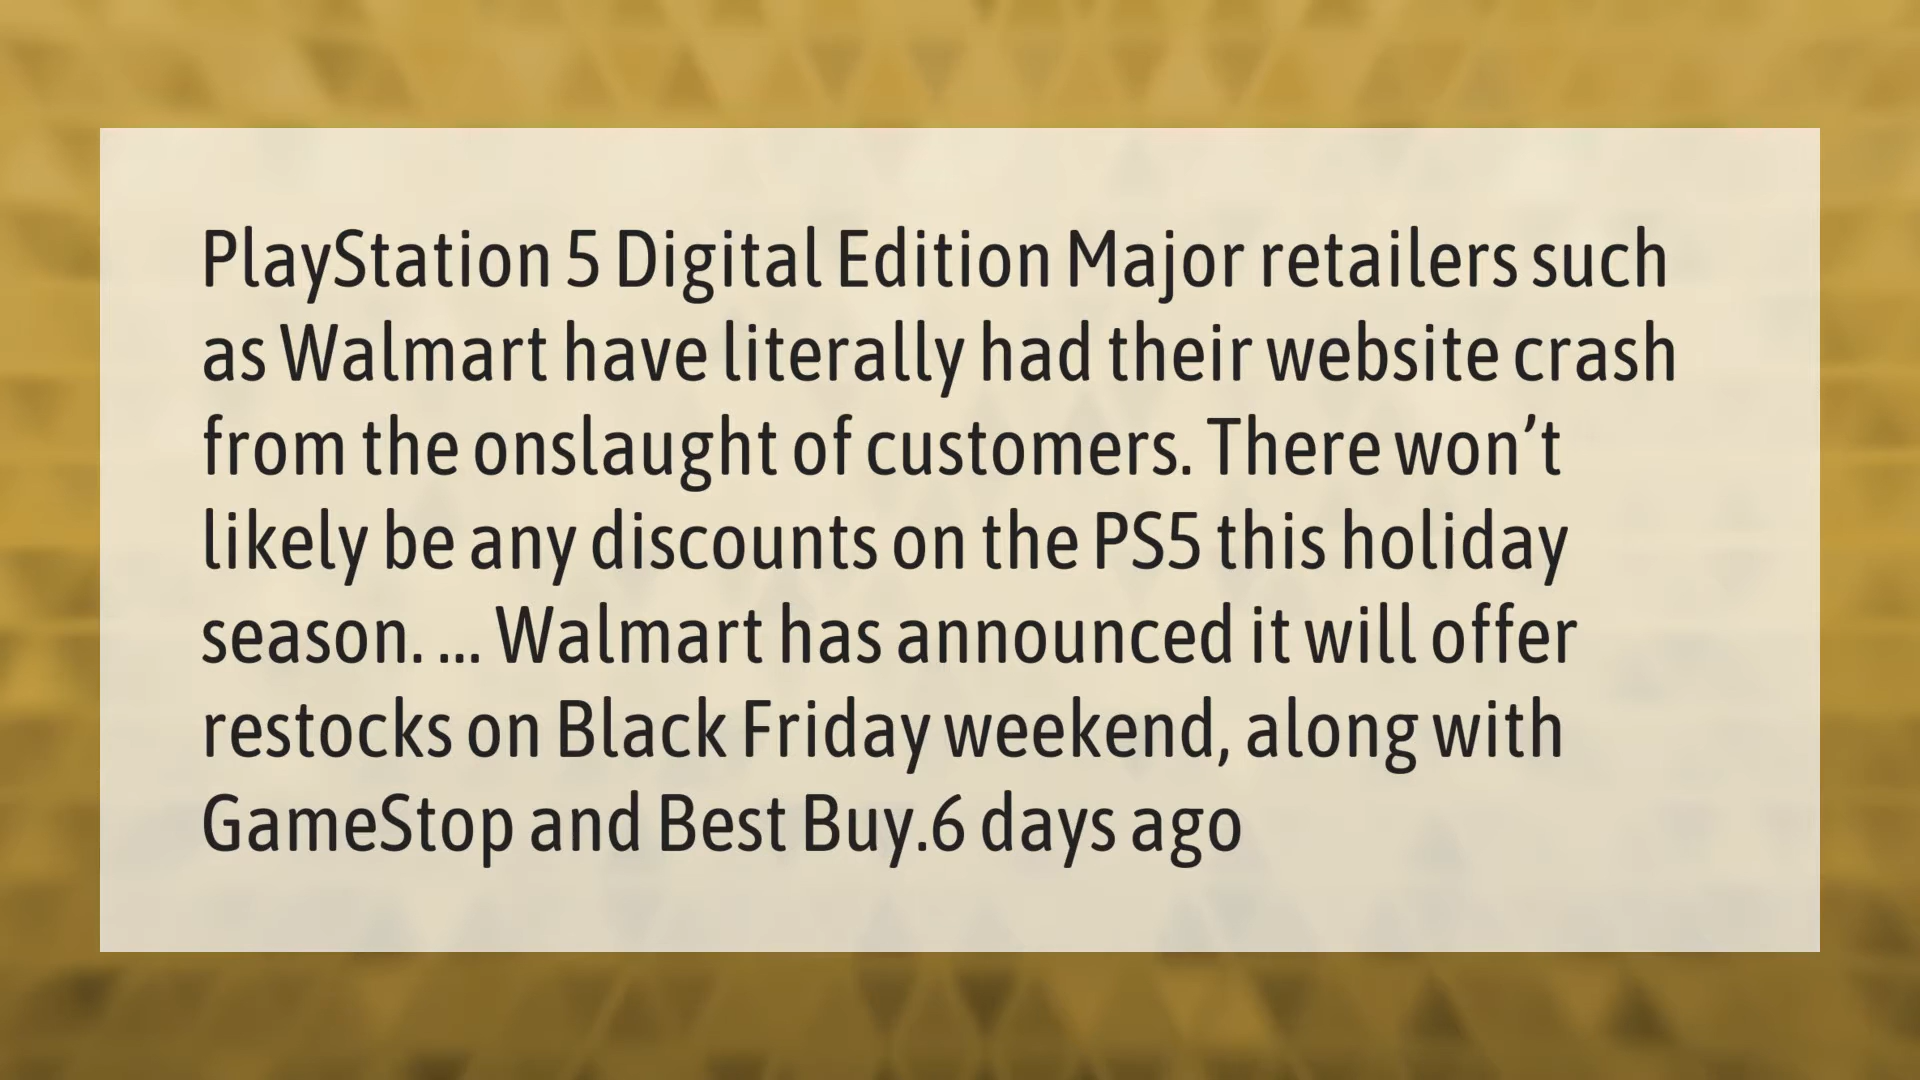 PlayStation 5 Digital Edition Major retailers such
as Walmart have literally had their website crash
from the onslaught of customers. There won’t
likely be any discounts on the PS5 this holiday
season. ... Walmart has announced it will offer
restocks on Black Friday weekend, along with
GameStop and Best Buy.6 days ago